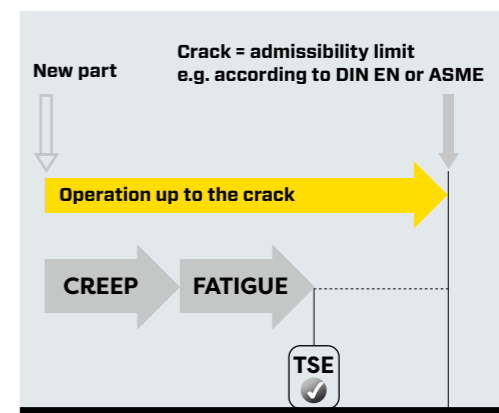 Crack = admissibility limit
New part
e.g. according to DIN EN or ASME
Operation up to the crack
CREEP
FATIGUE
TSE